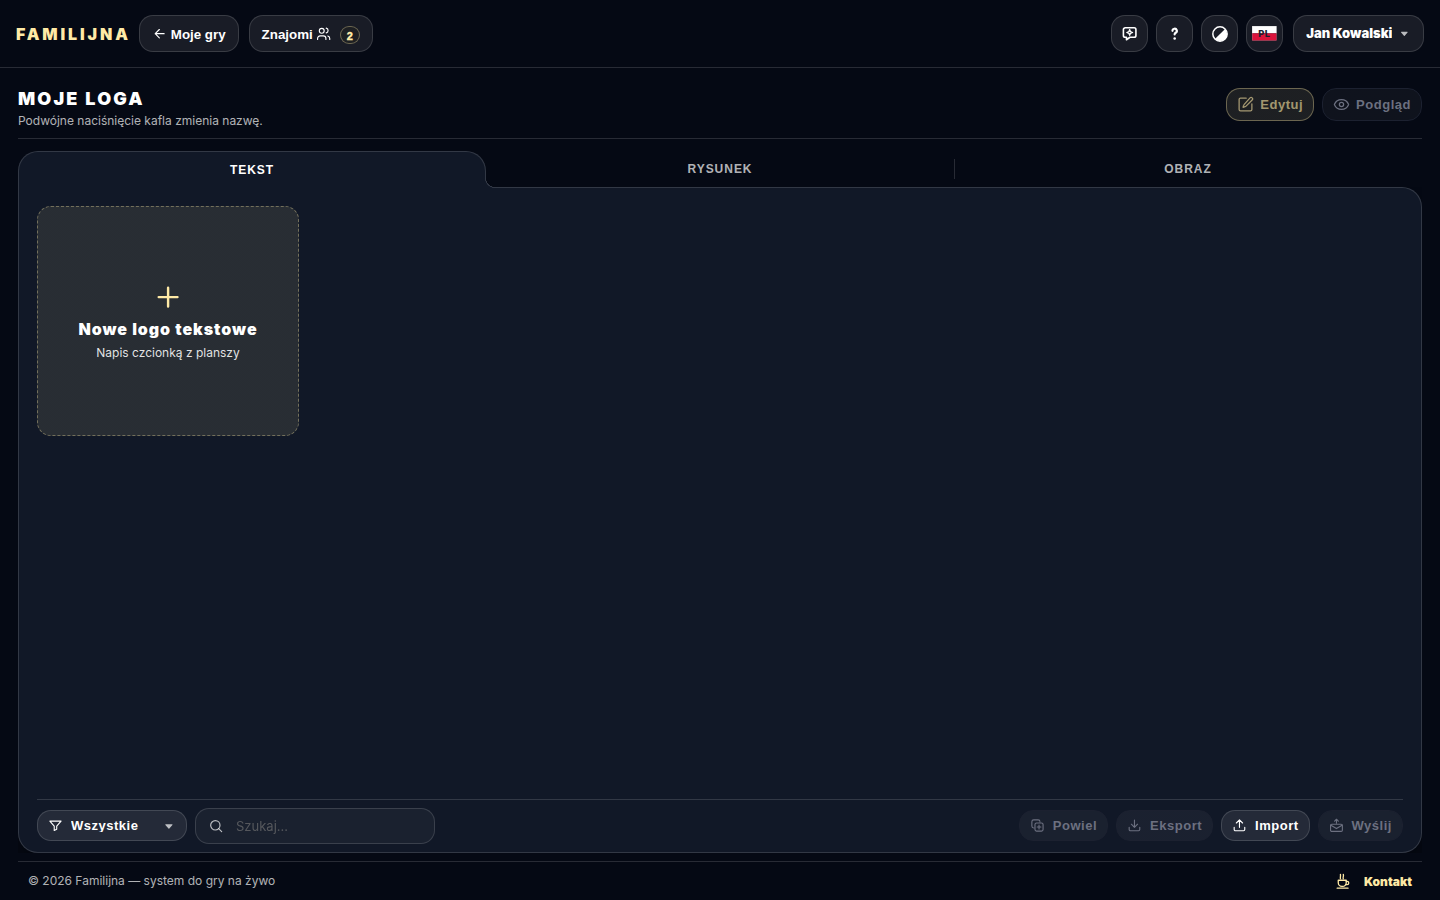 FAMILIJNA
Moje gry
Znajomi 2
?
PL
Jan Kowalski
MOJE LOGA
Podwójne naciśnięcie kafla zmienia nazwę.
Edytuj
Podgląd
TEKST
RYSUNEK
OBRAZ
Nowe logo tekstowe
Napis czcionką z planszy
Wszystkie
Szukaj...
Powiel
Eksport
Import
Wyślij
© 2026 Familijna — system do gry na żywo
Kontakt